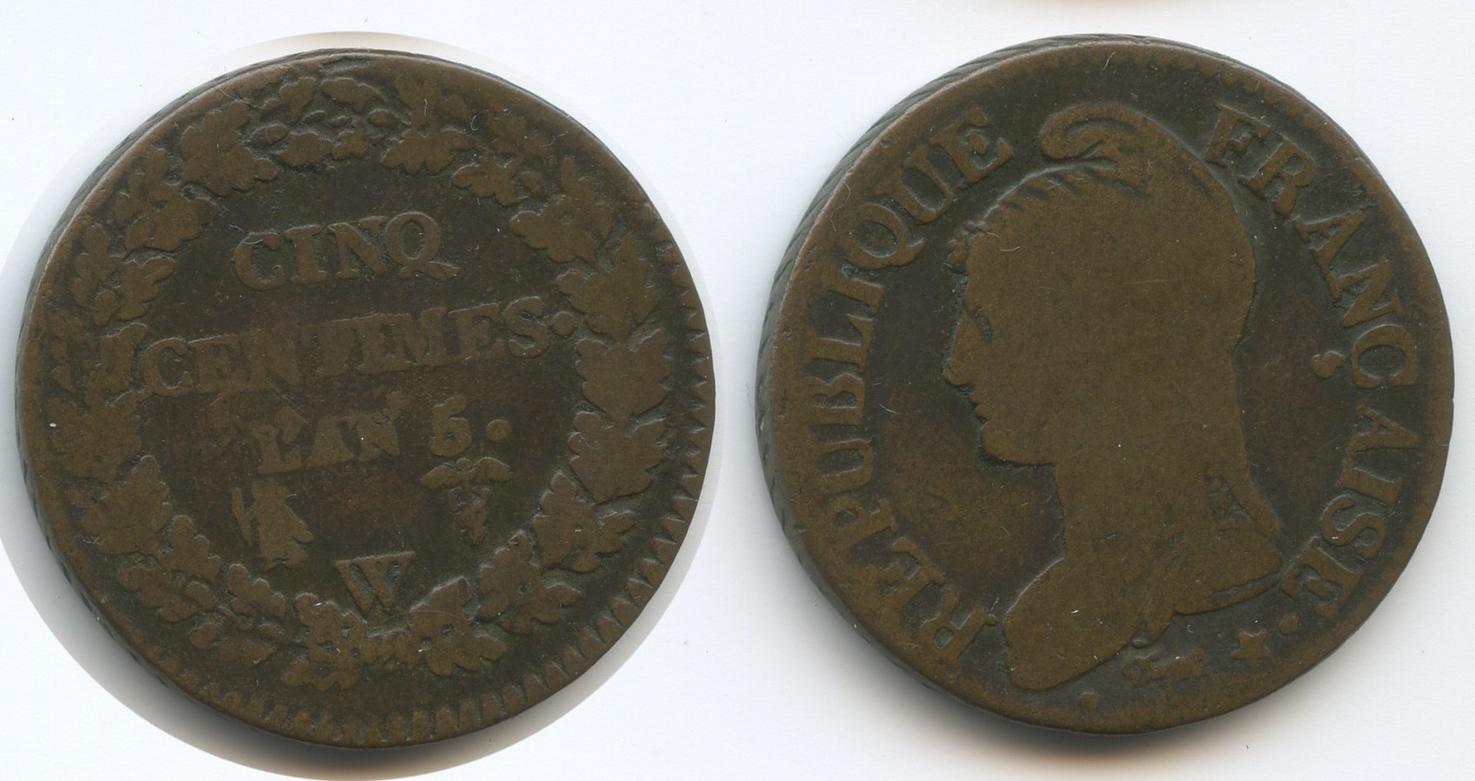 CINQ
CENTIMES.
L'AN 5.
W
REPUBLIQUE FRANÇAISE.